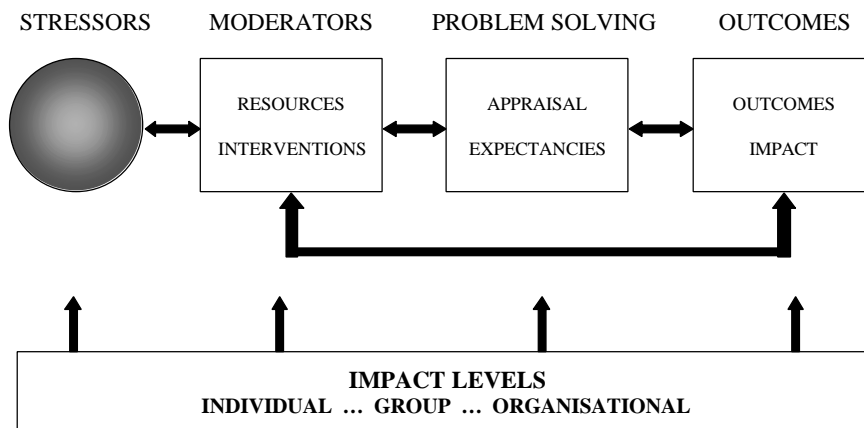 STRESSORS MODERATORS PROBLEM SOLVING OUTCOMES
RESOURCES APPRAISAL OUTCOMES
INTERVENTIONS EXPECTANCIES IMPACT
IMPACT LEVELS
INDIVIDUAL … GROUP … ORGANISATIONAL